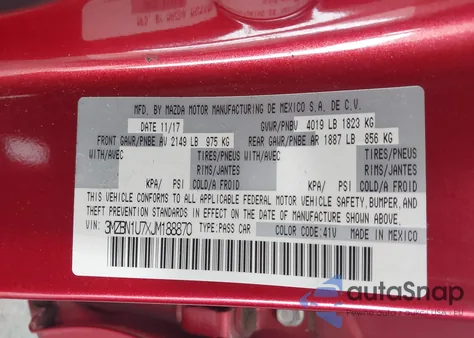 MFD. BY MAZDA MOTOR MANUFACTURING DE MEXICO S.A. DE C.V.
DATE 11/17 GVWR/PNBV 4019 LB 1823 KG
FRONT GAWR/PNBE AV 2149 LB 975 KG REAR GAWR/PNBE AR 1887 LB 856 KG
WITH/AVEC TIRES/PNEUS WITH/AVEC TIRES/PNEUS
RIMS/JANTES RIMS/JANTES
KPA/ PSI COLD/A FROID KPA/ PSI COLD/A FROID
THIS VEHICLE CONFORMS TO ALL APPLICABLE FEDERAL MOTOR VEHICLE SAFETY, BUMPER, AND
THEFT PREVENTION STANDARDS IN EFFECT ON THE DATE OF MANUFACTURE SHOWN ABOVE.
VIN: 3MZBN1U7XJM188870 TYPE:PASS CAR COLOR CODE:41V MADE IN MEXICO
autoSnap